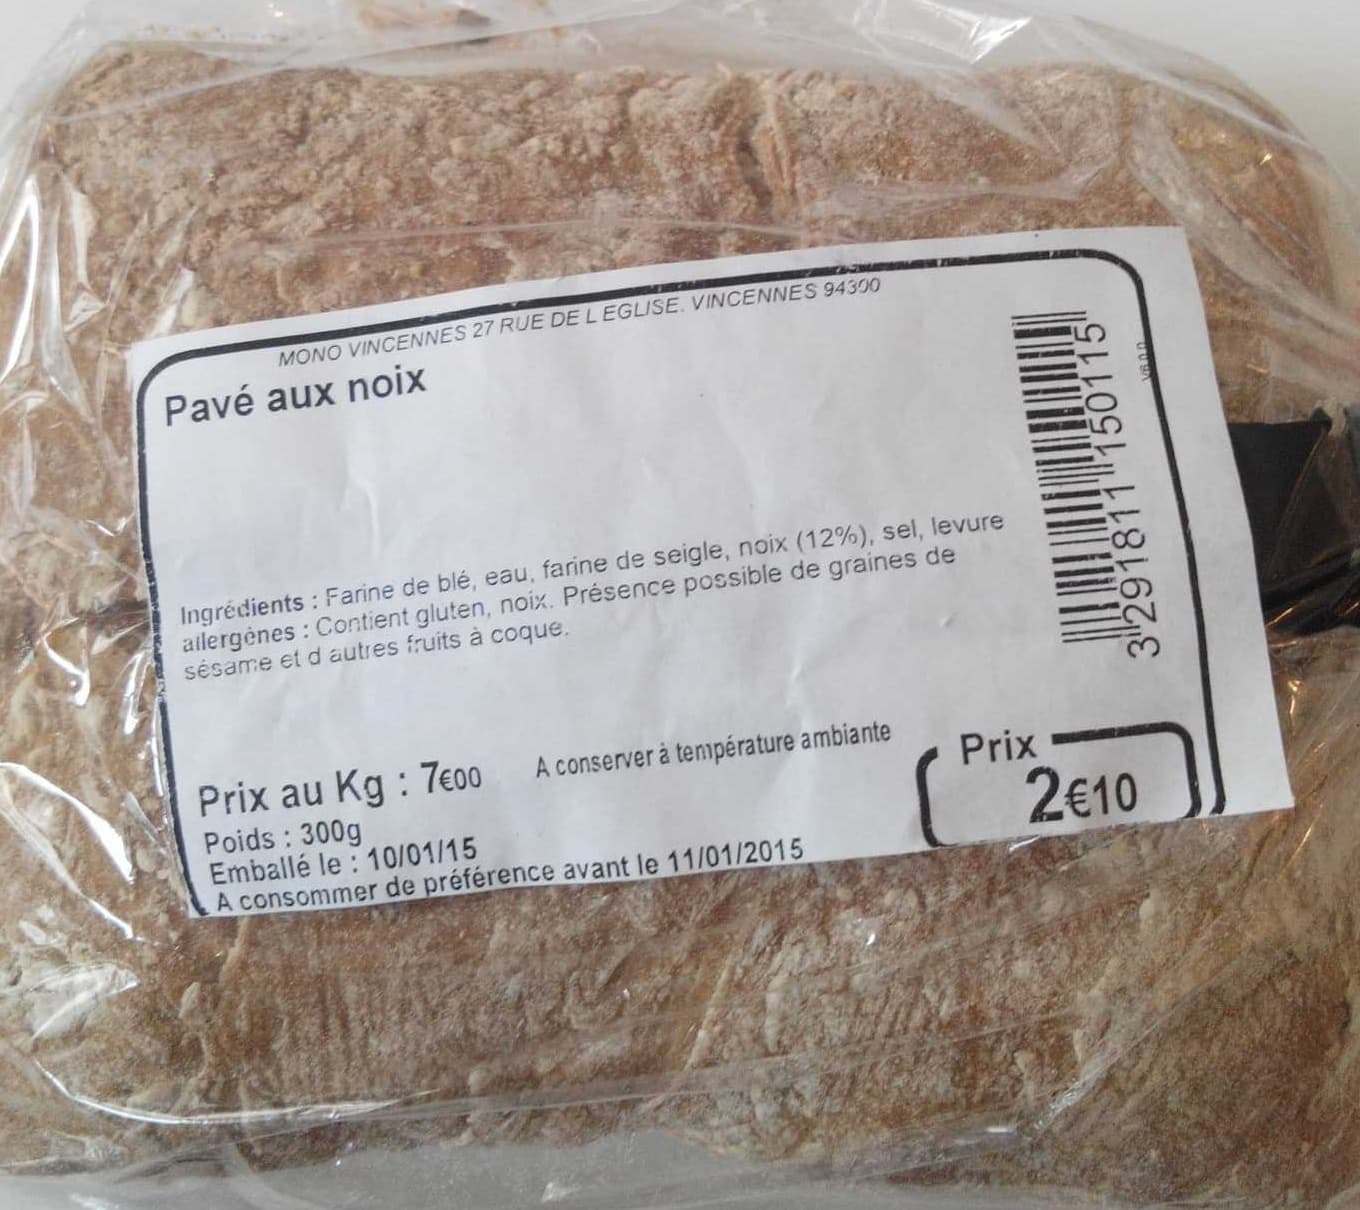 MONO VINCENNES 27 RUE DE L EGLISE. VINCENNES 94300
Pavé aux noix
Ingrédients : Farine de blé, eau, farine de seigle, noix (12%), sel, levure
allergènes : Contient gluten, noix. Présence possible de graines de
sésame et d autres fruits à coque.
Prix au Kg : 7€00
A conserver à température ambiante
Poids : 300g
Emballé le : 10/01/15
A consommer de préférence avant le 11/01/2015
Prix
2€10
3 291811 150115